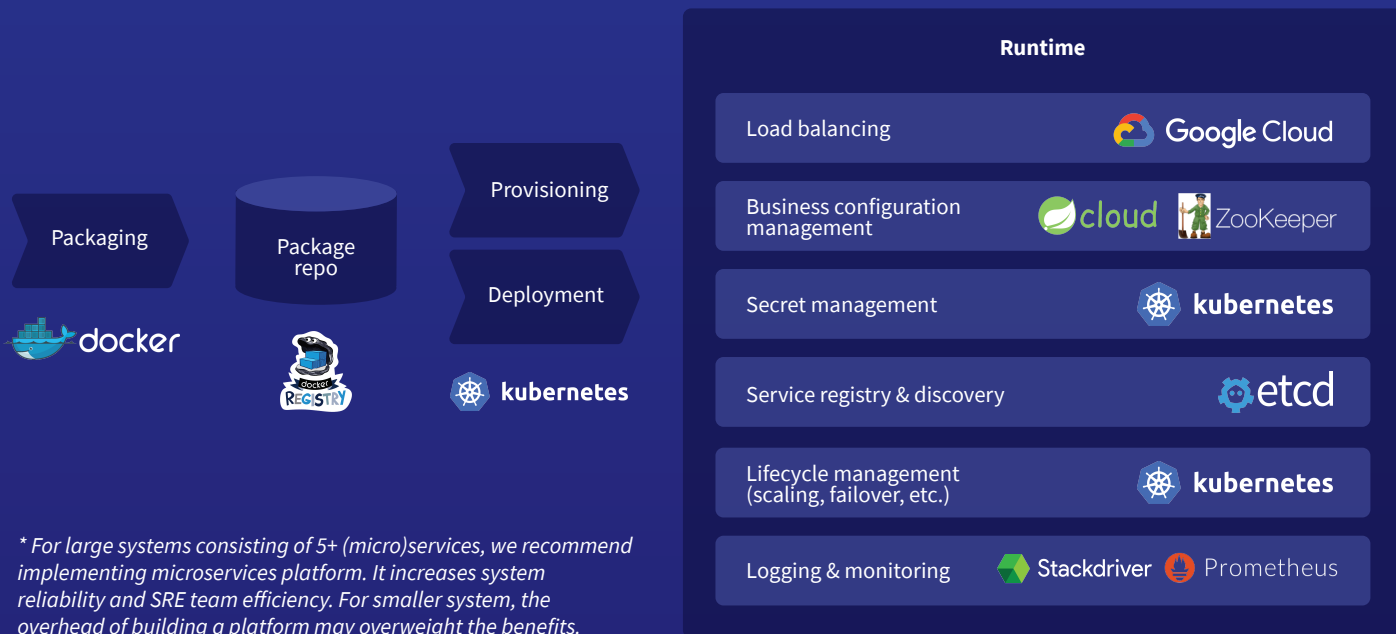 Runtime
Load balancing
Google Cloud
Business configuration
management
cloud
ZooKeeper
Secret management
kubernetes
Service registry & discovery
etcd
Lifecycle management
(scaling, failover, etc.)
kubernetes
Logging & monitoring
Stackdriver
Prometheus
Packaging
docker
Package
repo
docker
REGISTRY
Provisioning
Deployment
kubernetes
* For large systems consisting of 5+ (micro)services, we recommend
implementing microservices platform. It increases system
reliability and SRE team efficiency. For smaller system, the
overhead of building a platform may overweight the benefits.